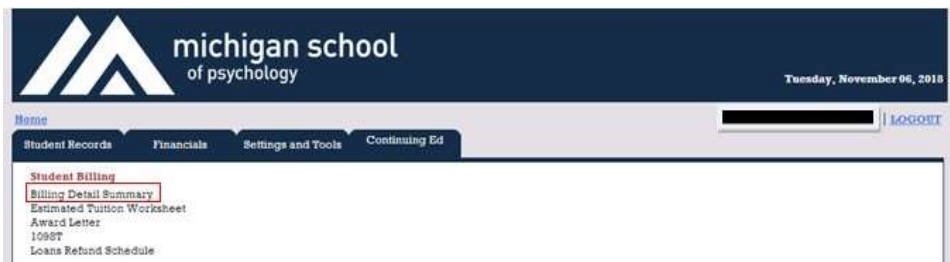 michigan school
of psychology
Tuesday, November 06, 2018
Home
| LOGOUT
Student Records Financials Settings and Tools Continuing Ed
Student Billing
Billing Detail Summary
Estimated Tuition Worksheet
Award Letter
1098T
Loans Refund Schedule